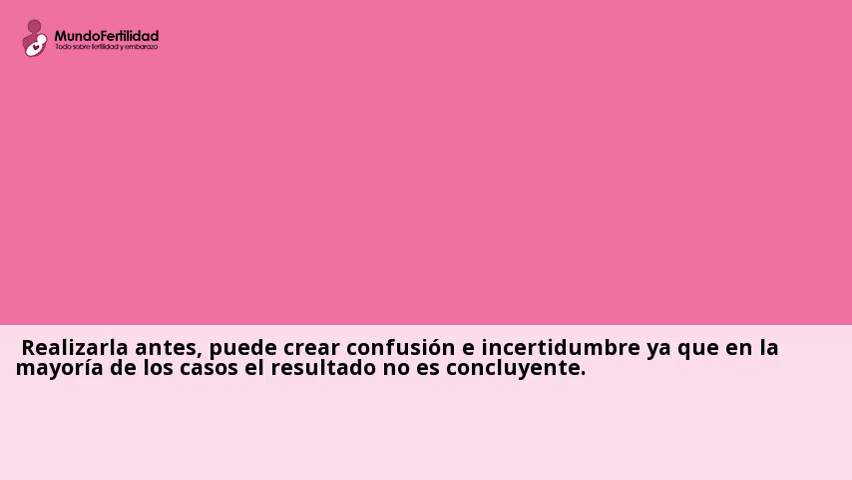 MundoFertilidad
Todo sobre fertilidad y embarazo
Realizarla antes, puede crear confusión e incertidumbre ya que en la
mayoría de los casos el resultado no es concluyente.